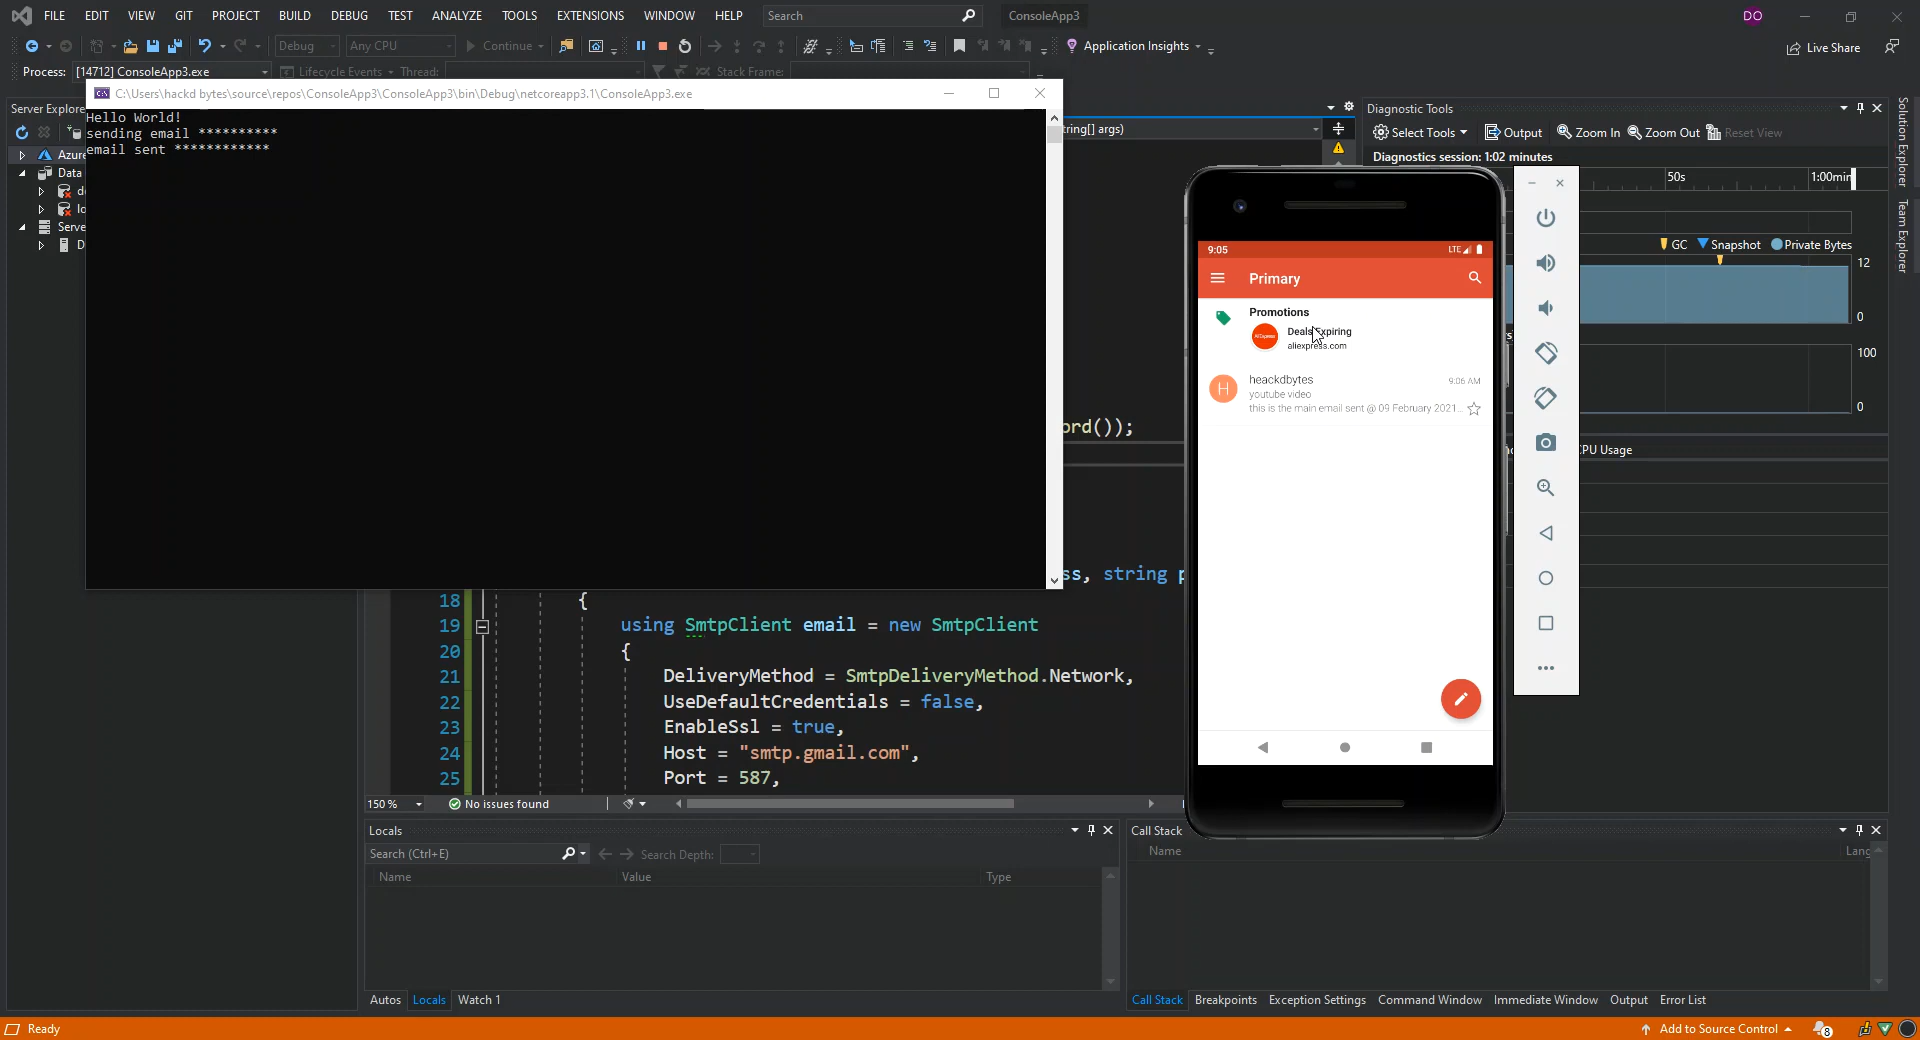 FILE EDIT VIEW GIT PROJECT BUILD DEBUG TEST ANALYZE TOOLS EXTENSIONS WINDOW HELP Search ConsoleApp3 DO
Debug Any CPU Continue Application Insights Live Share
Process: [14712] ConsoleApp3.exe Lifecycle Events Thread: Stack Frame:
C:\Users\hackd bytes\source\repos\ConsoleApp3\ConsoleApp3\bin\Debug\netcoreapp3.1\ConsoleApp3.exe
Hello World!
sending email **********
email sent ************
Server Explore
Azure
Data
Serve
D
tring[] args)
ord());
ss, string p
18 {
19 using SmtpClient email = new SmtpClient
20 {
21 DeliveryMethod = SmtpDeliveryMethod.Network,
22 UseDefaultCredentials = false,
23 EnableSsl = true,
24 Host = "smtp.gmail.com",
25 Port = 587,
150 % No issues found
Diagnostic Tools
Select Tools Output Zoom In Zoom Out Reset View
Diagnostics session: 1:02 minutes
50s 1:00min
GC Snapshot Private Bytes
12
0
100
0
CPU Usage
Solution Explorer
Team Explorer
9:05 LTE
Primary
Promotions
Deals Expiring
aliexpress.com
H
heackdbytes 9:06 AM
youtube video
this is the main email sent @ 09 February 2021...
Locals
Search (Ctrl+E) Search Depth:
Name Value Type
Autos Locals Watch 1
Call Stack
Name Lang
Call Stack Breakpoints Exception Settings Command Window Immediate Window Output Error List
Ready Add to Source Control 8